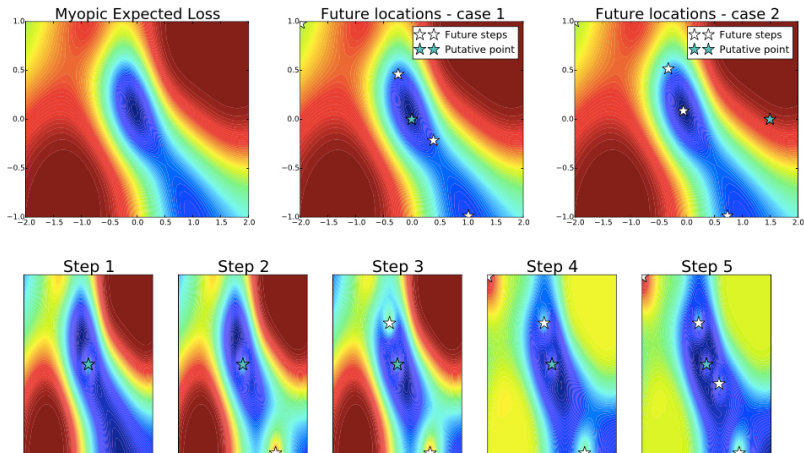 Myopic Expected Loss
Future locations - case 1
Future locations - case 2
1.0
0.5
0.0
0.5
1.0
2.0 1.5 1.0 0.5 0.0 0.5 1.0 1.5 2.0
Future steps
Putative point
1.0
0.5
0.0
0.5
1.0
2.0 1.5 1.0 0.5 0.0 0.5 1.0 1.5 2.0
Future steps
Putative point
1.0
0.5
0.0
0.5
1.0
2.0 1.5 1.0 0.5 0.0 0.5 1.0 1.5 2.0
Step 1
Step 2
Step 3
Step 4
Step 5